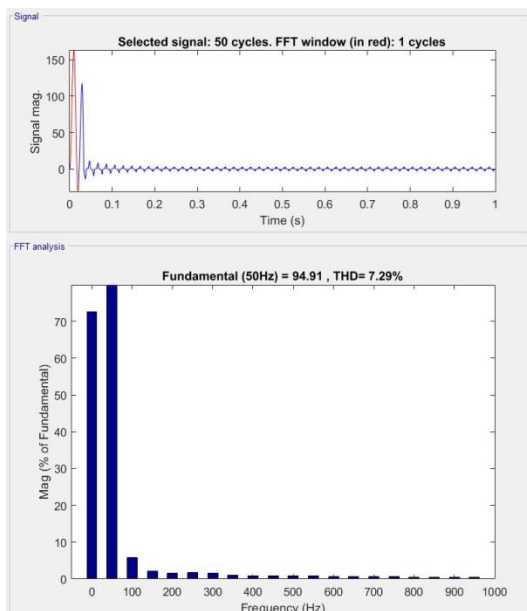 Signal
Selected signal: 50 cycles. FFT window (in red): 1 cycles
Signal mag.
150
100
50
0
0 0.1 0.2 0.3 0.4 0.5 0.6 0.7 0.8 0.9 1
Time (s)
FFT analysis
Fundamental (50Hz) = 94.91 , THD= 7.29%
Mag (% of Fundamental)
70
60
50
40
30
20
10
0
0 100 200 300 400 500 600 700 800 900 1000
Frequency (Hz)